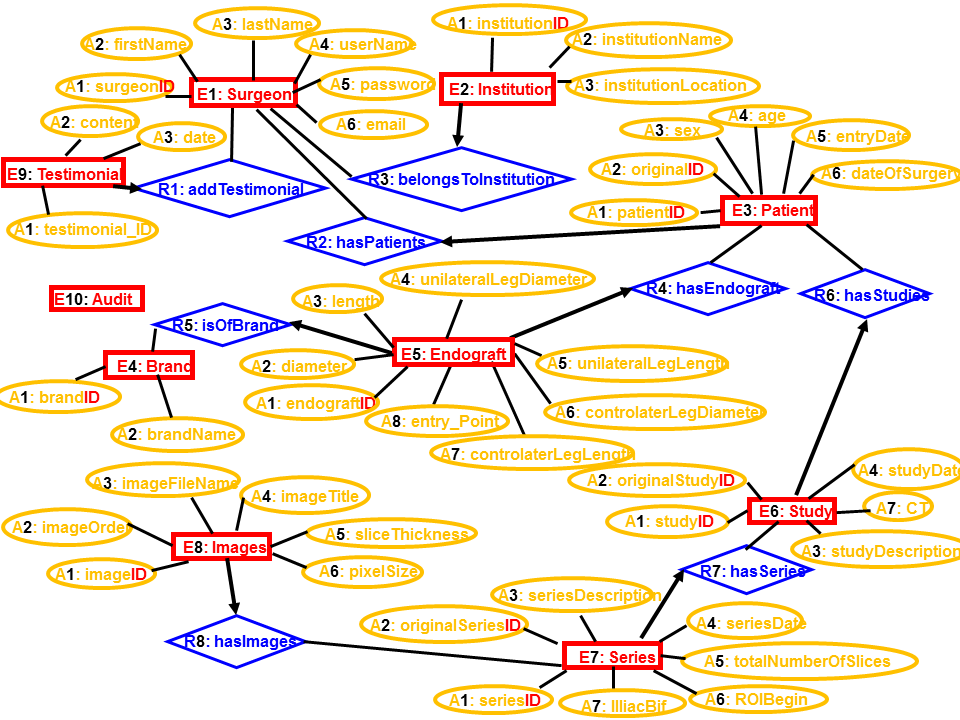 A3: lastName
A2: firstName
A4: userName
A1: surgeonID
A5: password
A6: email
E1: Surgeon
A1: institutionID
A2: institutionName
A3: institutionLocation
E2: Institution
A2: content
A3: date
E9: Testimonial
A1: testimonial_ID
R1: addTestimonial
R3: belongsToInstitution
R2: hasPatients
A4: age
A3: sex
A5: entryDate
A2: originalID
A6: dateOfSurgery
A1: patientID
E3: Patient
E10: Audit
R5: isOfBrand
R4: hasEndograft
R6: hasStudies
A4: unilateralLegDiameter
A3: length
E5: Endograft
A2: diameter
A5: unilateralLegLength
A1: endograftID
A6: controlaterLegDiameter
A8: entry_Point
A7: controlaterLegLength
E4: Brand
A1: brandID
A2: brandName
A3: imageFileName
A4: imageTitle
A2: imageOrder
A5: sliceThickness
E8: Images
A1: imageID
A6: pixelSize
A2: originalStudyID
A4: studyDate
A7: CT
E6: Study
A1: studyID
A3: studyDescription
R7: hasSeries
R8: hasImages
A3: seriesDescription
A2: originalSeriesID
A4: seriesDate
E7: Series
A5: totalNumberOfSlices
A1: seriesID
A7: IlliacBif
A6: ROIBegin